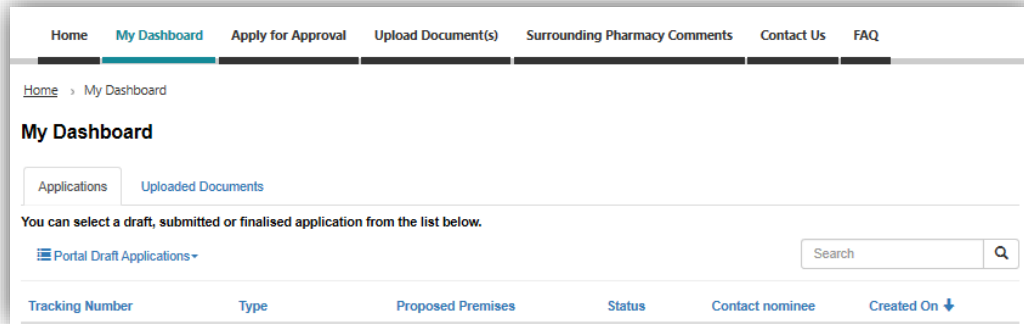 Home My Dashboard Apply for Approval Upload Document(s) Surrounding Pharmacy Comments Contact Us FAQ
Home › My Dashboard
My Dashboard
Applications Uploaded Documents
You can select a draft, submitted or finalised application from the list below.
Portal Draft Applications
Search
Tracking Number Type Proposed Premises Status Contact nominee Created On